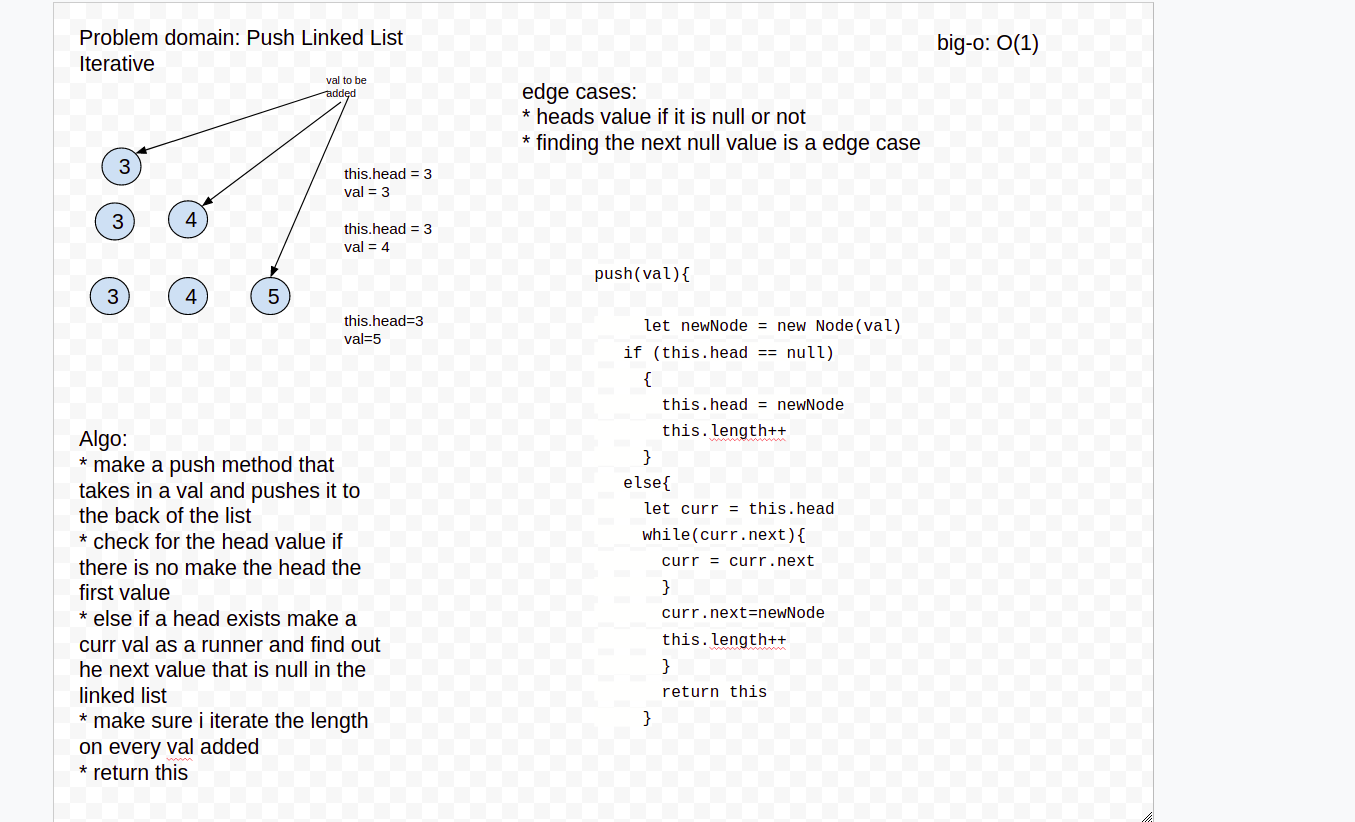 Problem domain: Push Linked List
Iterative
big-o: O(1)
val to be
added
edge cases:
* heads value if it is null or not
* finding the next null value is a edge case
3
this.head = 3
val = 3
3 4
this.head = 3
val = 4
3 4 5
this.head=3
val=5
Algo:
* make a push method that
takes in a val and pushes it to
the back of the list
* check for the head value if
there is no make the head the
first value
* else if a head exists make a
curr val as a runner and find out
he next value that is null in the
linked list
* make sure i iterate the length
on every val added
* return this
push(val){
let newNode = new Node(val)
if (this.head == null)
{
this.head = newNode
this.length++
}
else{
let curr = this.head
while(curr.next){
curr = curr.next
}
curr.next=newNode
this.length++
}
return this
}